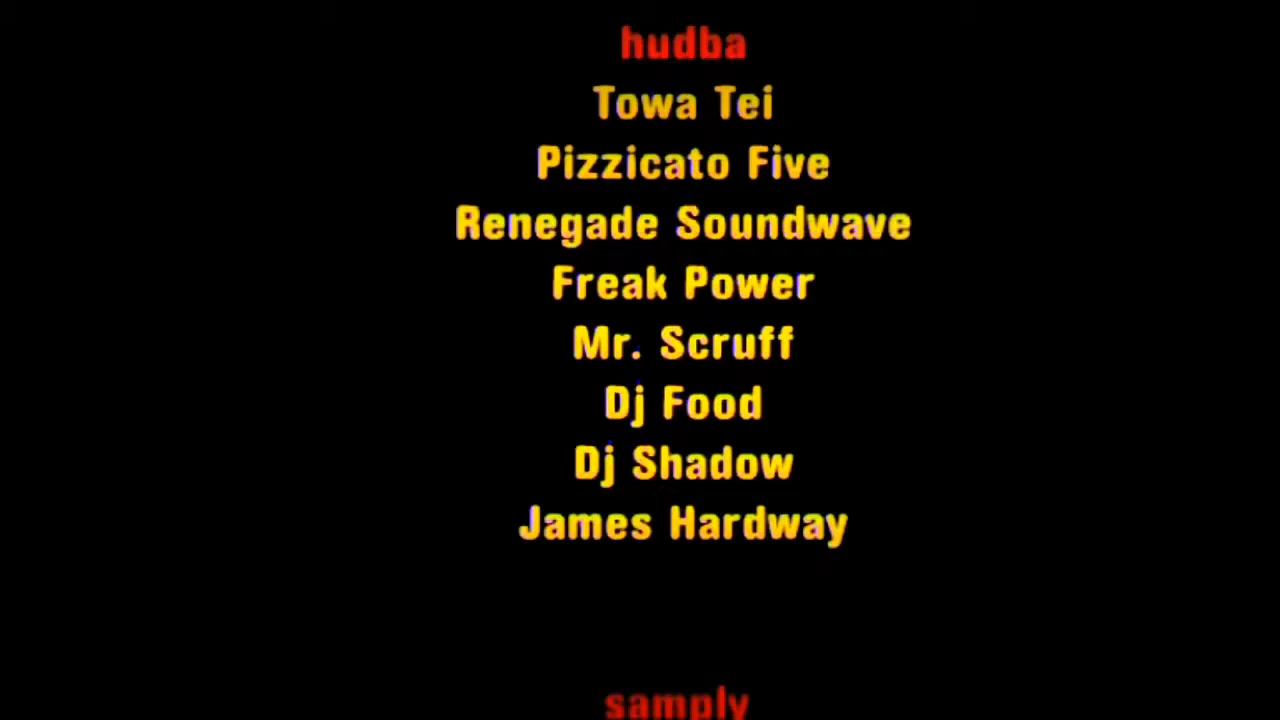 hudba
Towa Tei
Pizzicato Five
Renegade Soundwave
Freak Power
Mr. Scruff
Dj Food
Dj Shadow
James Hardway
samply